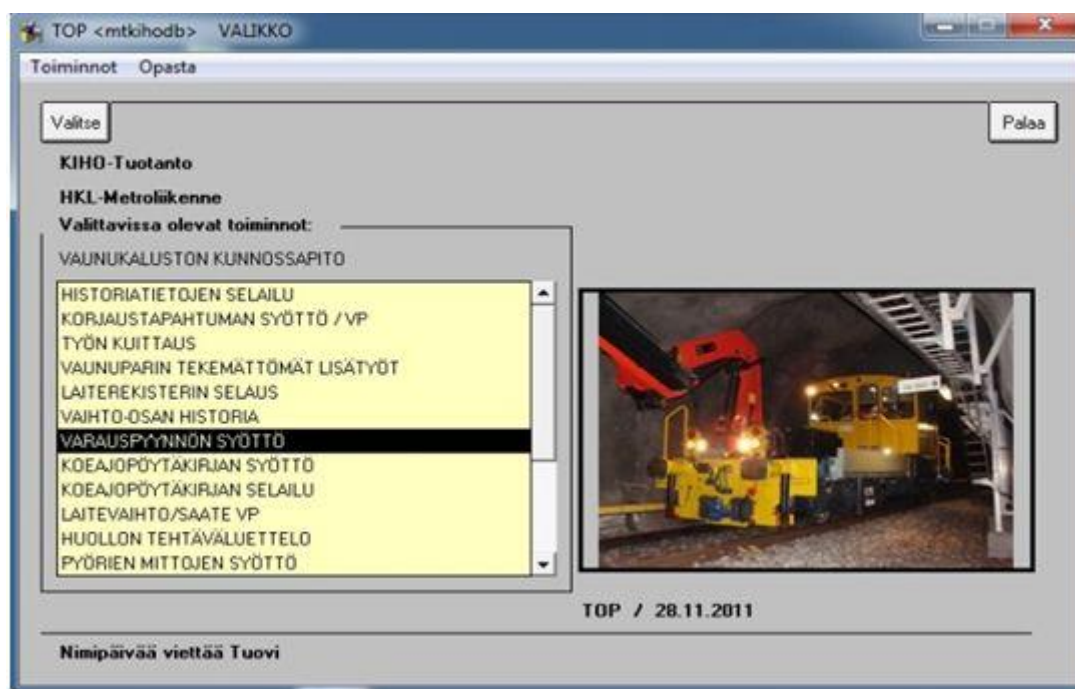 TOP <mtkihodb> VALIKKO
Toiminnot Opasta
Valitse Palaa
KIHO-Tuotanto
HKL-Metroliikenne
Valittavissa olevat toiminnot:
VAUNUKALUSTON KUNNOSSAPITO
HISTORIATIETOJEN SELAILU
KORJAUSTAPAHTUMAN SYÖTTÖ / VP
TYÖN KUITTAUS
VAUNUPARIN TEKEMÄTTÖMÄT LISÄTYÖT
LAITEREKISTERIN SELAUS
VAIHTO-OSAN HISTORIA
VARAUSPYYNNÖN SYÖTTÖ
KOEAJOPÖYTÄKIRJAN SYÖTTÖ
KOEAJOPÖYTÄKIRJAN SELAILU
LAITEVAIHTO/SAATE VP
HUOLLON TEHTÄVÄLUETTELO
PYÖRIEN MITTOJEN SYÖTTÖ
TOP / 28.11.2011
Nimipäivää viettää Tuovi